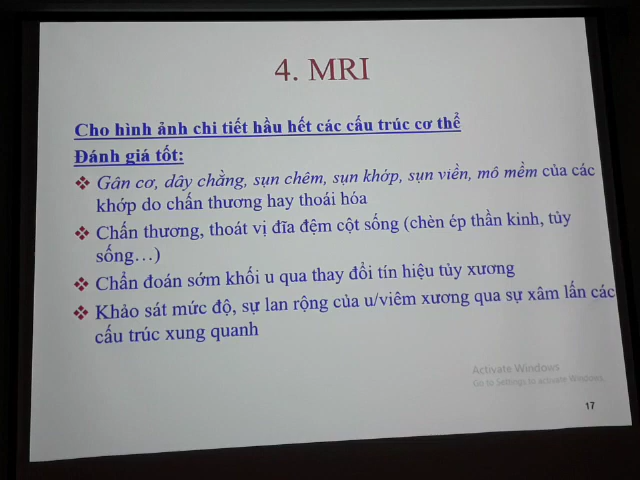 4. MRI
Cho hình ảnh chi tiết hầu hết các cấu trúc cơ thể
Đánh giá tốt:
❖ Gân cơ, dây chằng, sụn chêm, sụn khớp, sụn viền, mô mềm của các
khớp do chấn thương hay thoái hóa
❖ Chấn thương, thoát vị đĩa đệm cột sống (chèn ép thần kinh, tủy
sống…)
❖ Chẩn đoán sớm khối u qua thay đổi tín hiệu tủy xương
❖ Khảo sát mức độ, sự lan rộng của u/viêm xương qua sự xâm lấn các
cấu trúc xung quanh
Activate Windows
Go to Settings to activate Windows.
17